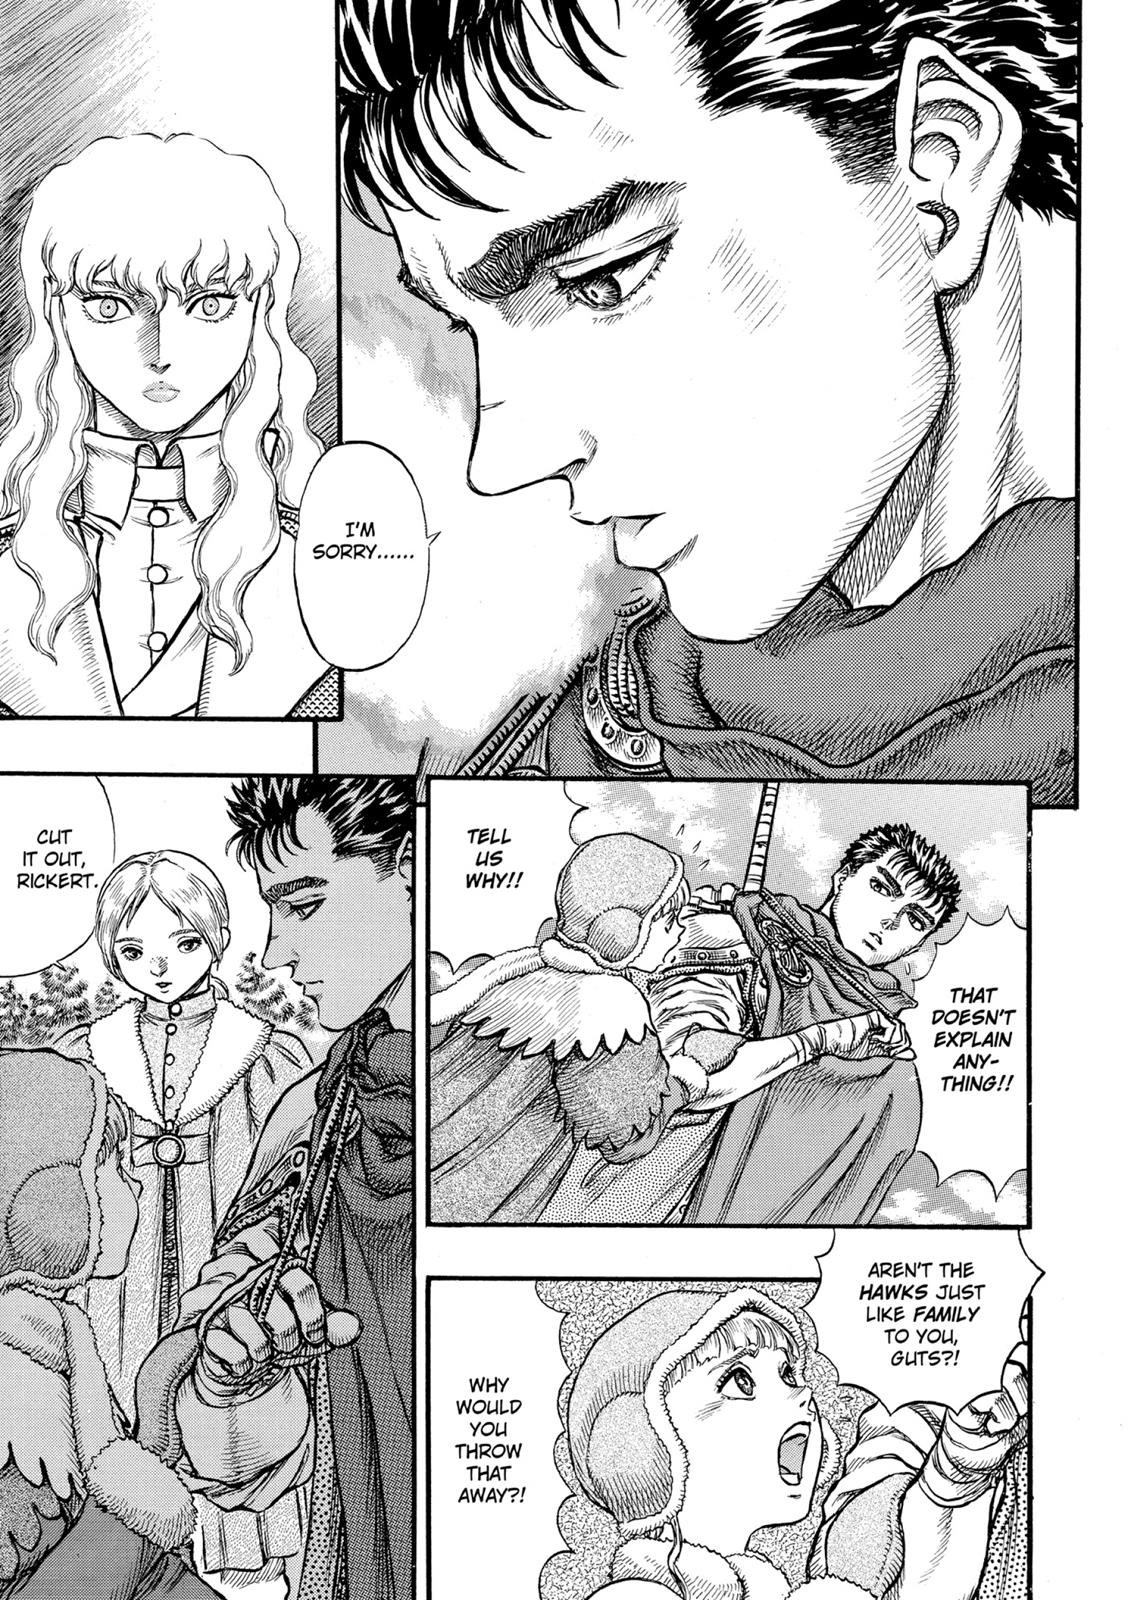 I'M
SORRY......
TELL
US
WHY!!
THAT
DOESN'T
EXPLAIN
ANY-
THING!!
AREN'T THE
HAWKS JUST
LIKE FAMILY
TO YOU,
GUTS?!
WHY
WOULD
YOU
THROW
THAT
AWAY?!
CUT
IT OUT,
RICKERT.